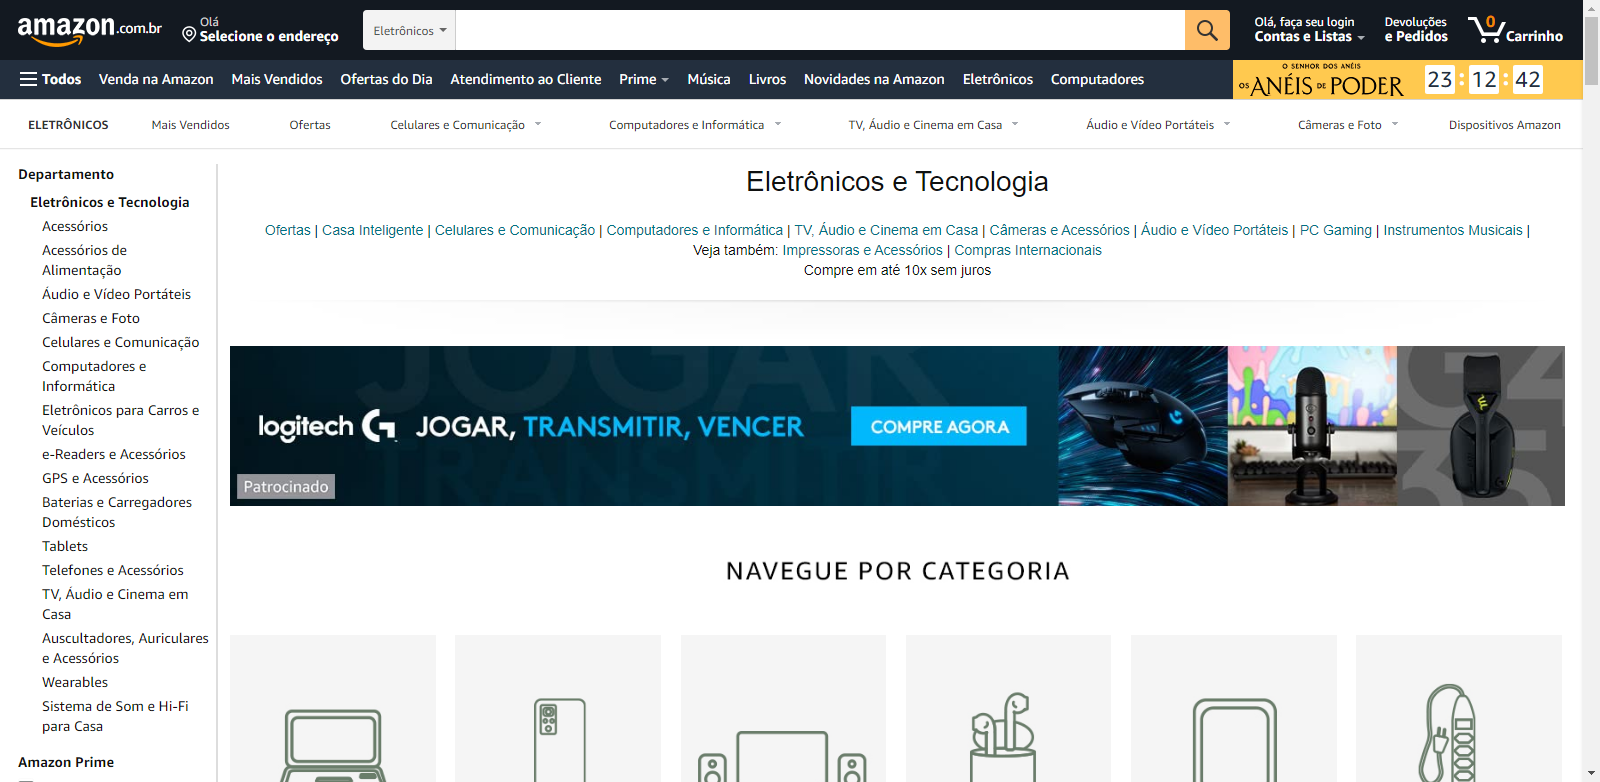 amazon.com.br
Olá
Selecione o endereço
Eletrônicos
Olá, faça seu login
Contas e Listas
Devoluções
e Pedidos
0
Carrinho
Todos
Venda na Amazon
Mais Vendidos
Ofertas do Dia
Atendimento ao Cliente
Prime
Música
Livros
Novidades na Amazon
Eletrônicos
Computadores
O SENHOR DOS ANÉIS
OS ANÉIS DE PODER
23:12:42
ELETRÔNICOS
Mais Vendidos
Ofertas
Celulares e Comunicação
Computadores e Informática
TV, Áudio e Cinema em Casa
Áudio e Vídeo Portáteis
Câmeras e Foto
Dispositivos Amazon
Departamento
Eletrônicos e Tecnologia
Acessórios
Acessórios de
Alimentação
Áudio e Vídeo Portáteis
Câmeras e Foto
Celulares e Comunicação
Computadores e
Informática
Eletrônicos para Carros e
Veículos
e-Readers e Acessórios
GPS e Acessórios
Baterias e Carregadores
Domésticos
Tablets
Telefones e Acessórios
TV, Áudio e Cinema em
Casa
Auscultadores, Auriculares
e Acessórios
Wearables
Sistema de Som e Hi-Fi
para Casa
Amazon Prime
Eletrônicos e Tecnologia
Ofertas | Casa Inteligente | Celulares e Comunicação | Computadores e Informática | TV, Áudio e Cinema em Casa | Câmeras e Acessórios | Áudio e Vídeo Portáteis | PC Gaming | Instrumentos Musicais |
Veja também: Impressoras e Acessórios | Compras Internacionais
Compre em até 10x sem juros
JOGAR
TRANSMITIR
logitech G JOGAR, TRANSMITIR, VENCER
COMPRE AGORA
G4
35
Patrocinado
NAVEGUE POR CATEGORIA